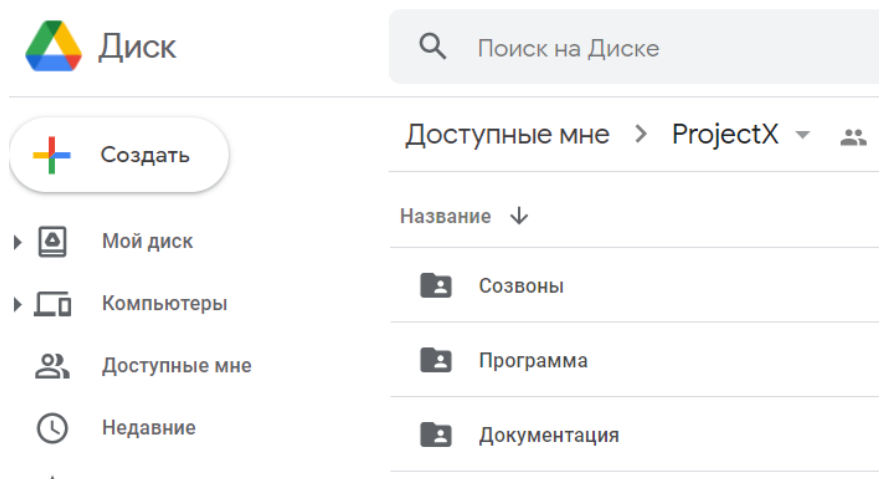 Диск
Поиск на Диске
Создать
Доступные мне > ProjectX
Название
Мой диск
Созвоны
Компьютеры
Программа
Доступные мне
Недавние
Документация